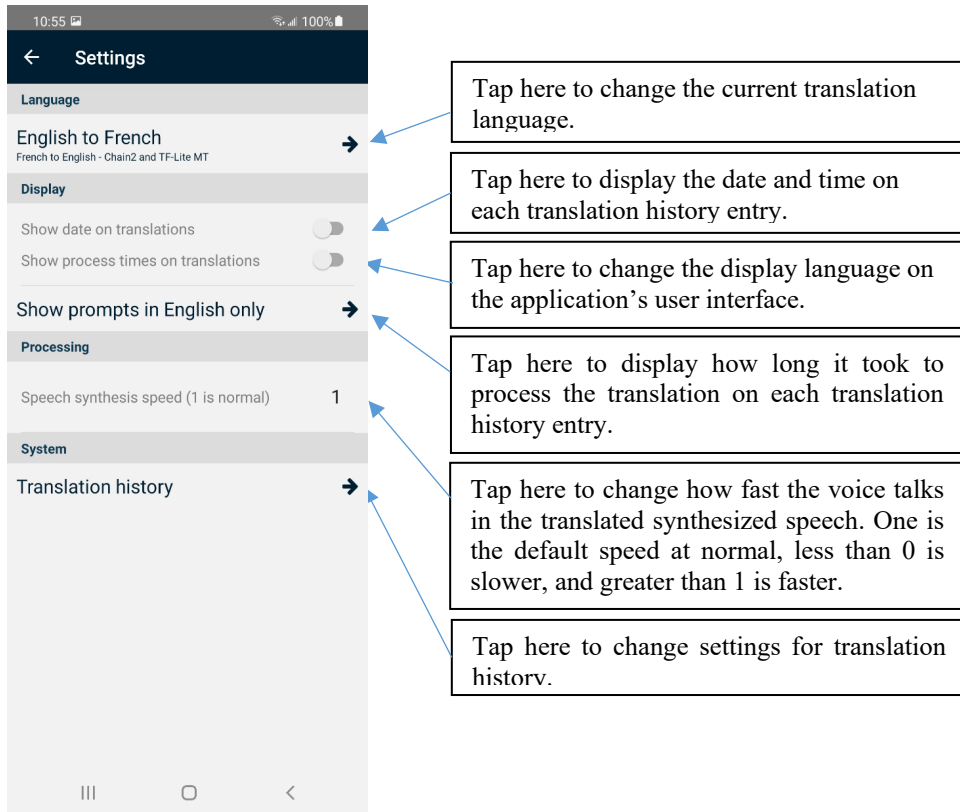 10:55 100%
Settings
Language
English to French
French to English - Chain2 and TF-Lite MT
Display
Show date on translations
Show process times on translations
Show prompts in English only
Processing
Speech synthesis speed (1 is normal) 1
System
Translation history
Tap here to change the current translation
language.
Tap here to display the date and time on
each translation history entry.
Tap here to change the display language on
the application’s user interface.
Tap here to display how long it took to
process the translation on each translation
history entry.
Tap here to change how fast the voice talks
in the translated synthesized speech. One is
the default speed at normal, less than 0 is
slower, and greater than 1 is faster.
Tap here to change settings for translation
history.